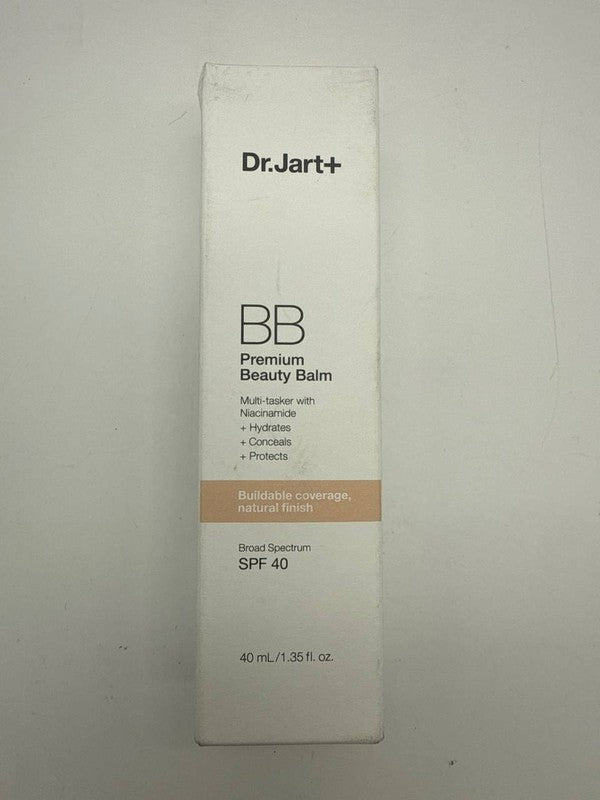 Dr.Jart+
BB
Premium
Beauty Balm
Multi-tasker with
Niacinamide
+ Hydrates
+ Conceals
+ Protects
Buildable coverage,
natural finish
Broad Spectrum
SPF 40
40 mL/1.35 fl. oz.